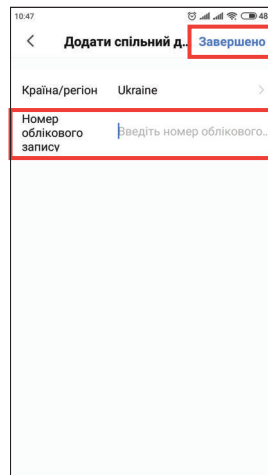 10:47 48
Додати спільний д... Завершено
Країна/регіон Ukraine
Номер
облікового
запису
Введіть номер облікового...